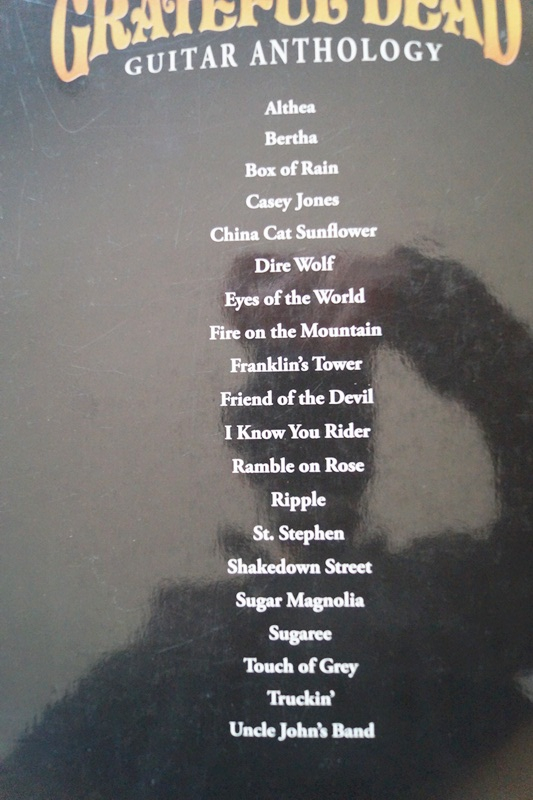 GRATEFUL DEAD
GUITAR ANTHOLOGY
Althea
Bertha
Box of Rain
Casey Jones
China Cat Sunflower
Dire Wolf
Eyes of the World
Fire on the Mountain
Franklin's Tower
Friend of the Devil
I Know You Rider
Ramble on Rose
Ripple
St. Stephen
Shakedown Street
Sugar Magnolia
Sugaree
Touch of Grey
Truckin'
Uncle John's Band